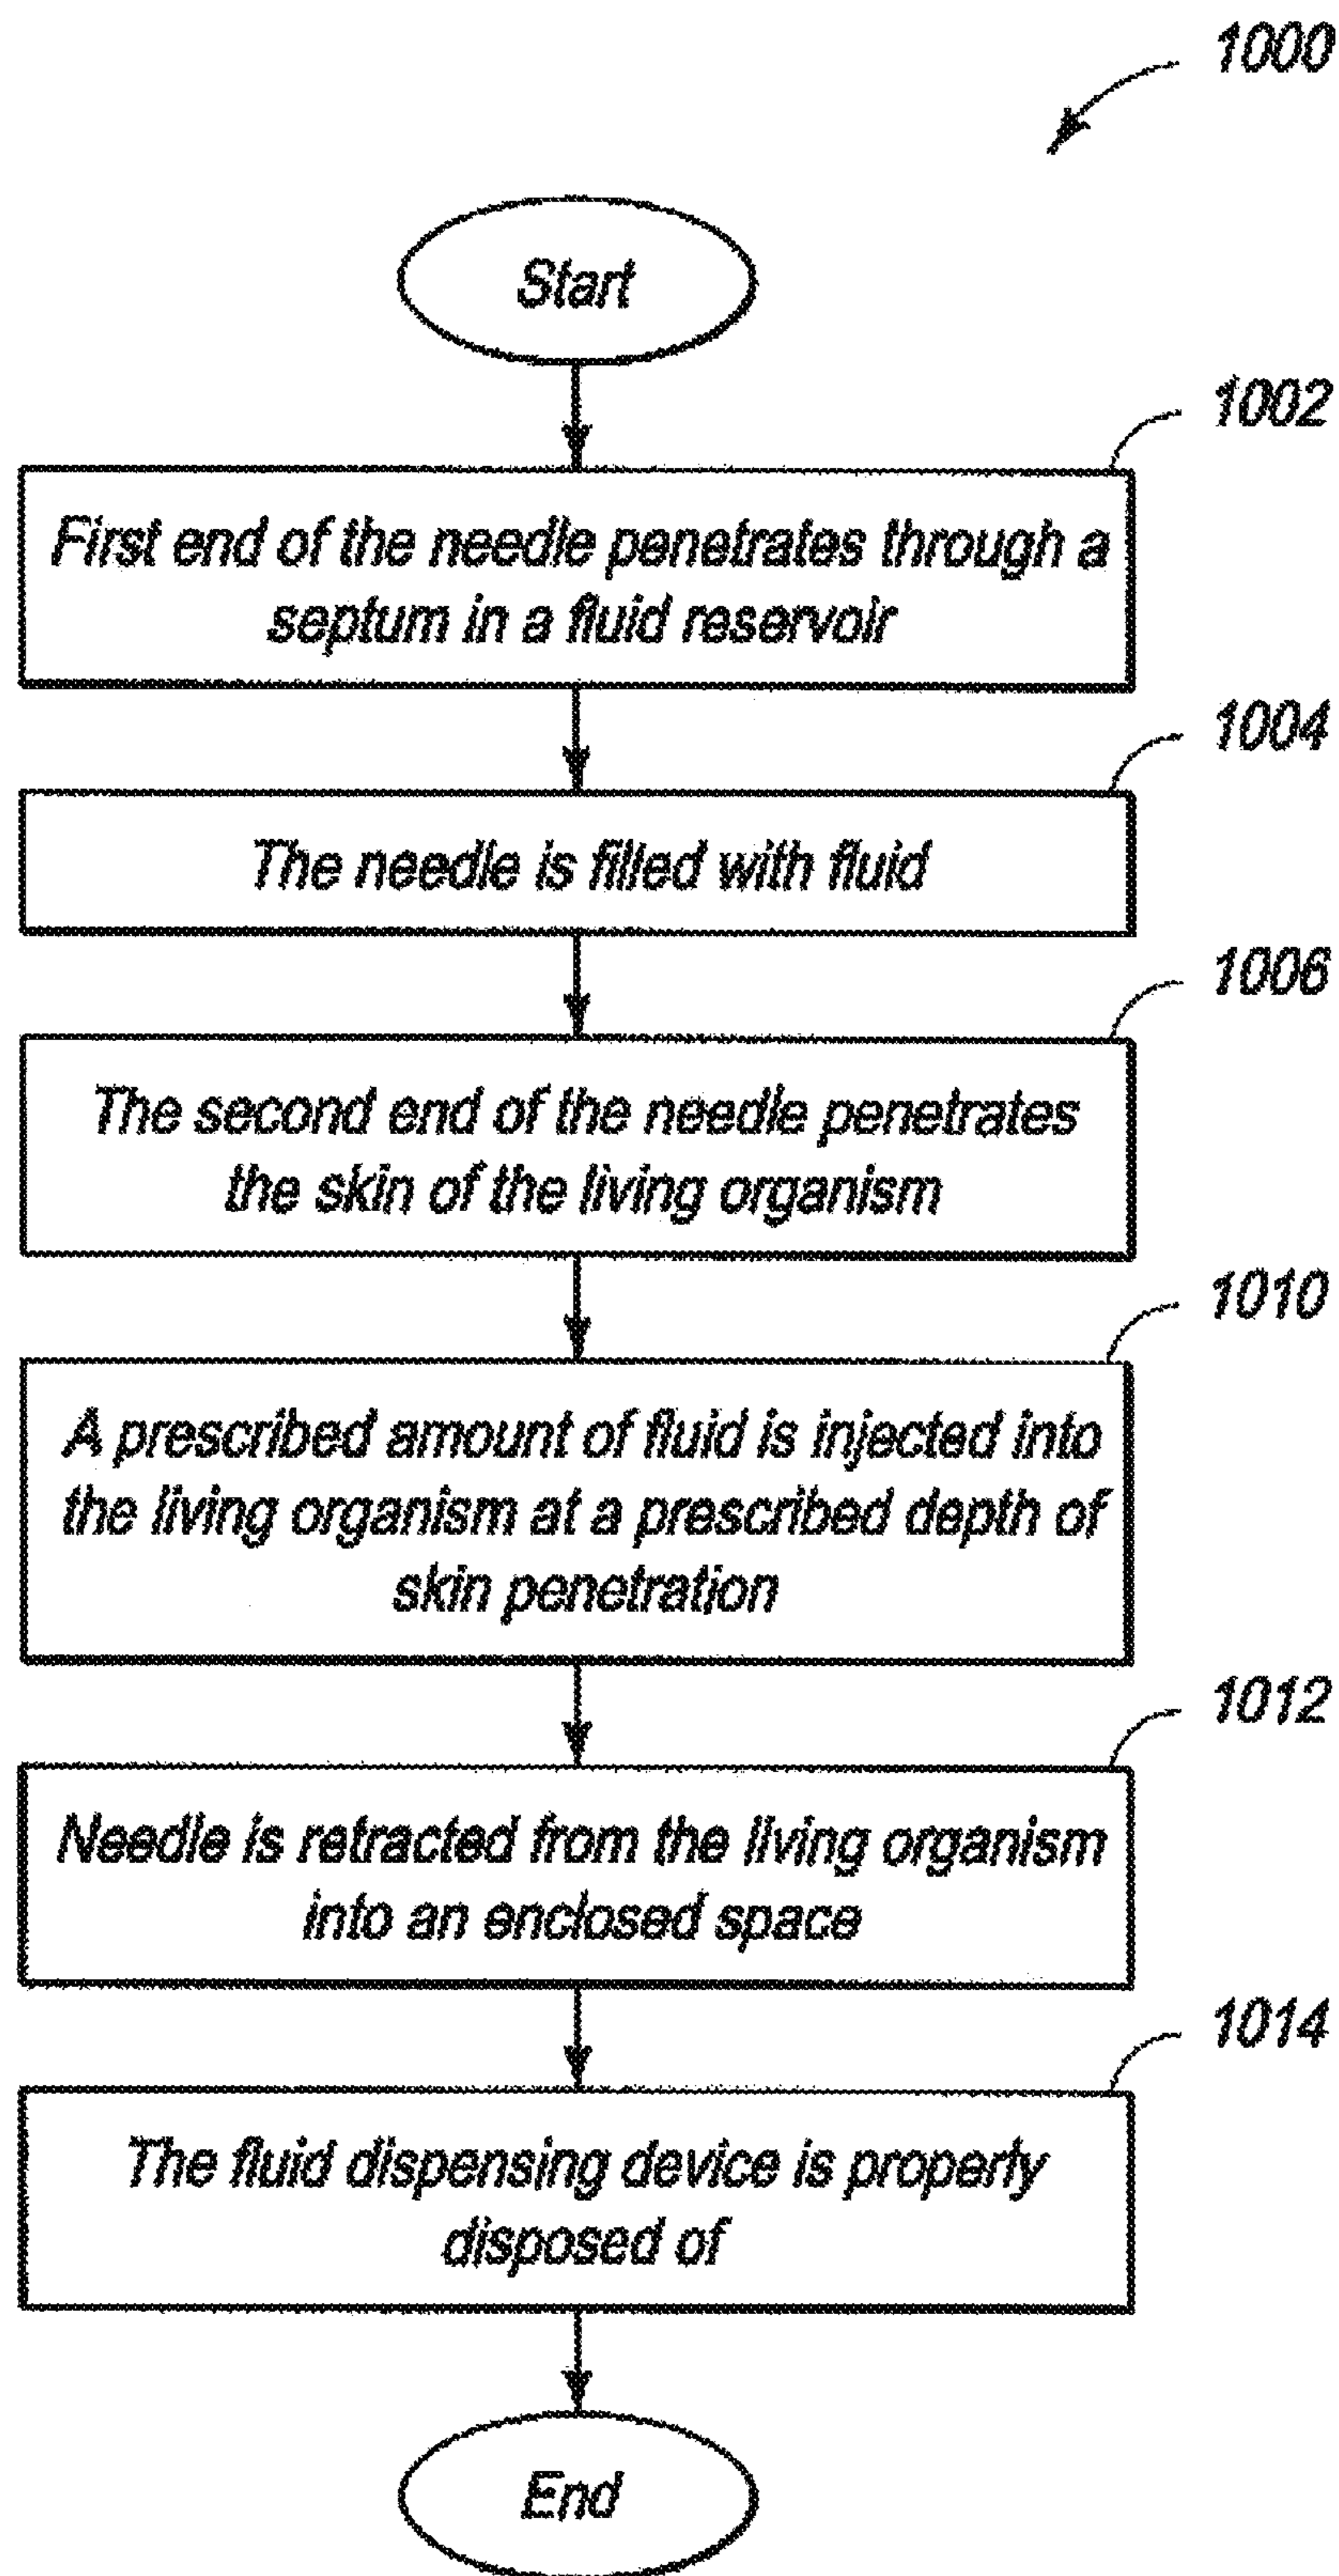 1000
Start
1002
First end of the needle penetrates through a
septum in a fluid reservoir
1004
The needle is filled with fluid
1006
The second end of the needle penetrates
the skin of the living organism
1010
A prescribed amount of fluid is injected into
the living organism at a prescribed depth of
skin penetration
1012
Needle is retracted from the living organism
into an enclosed space
1014
The fluid dispensing device is properly
disposed of
End